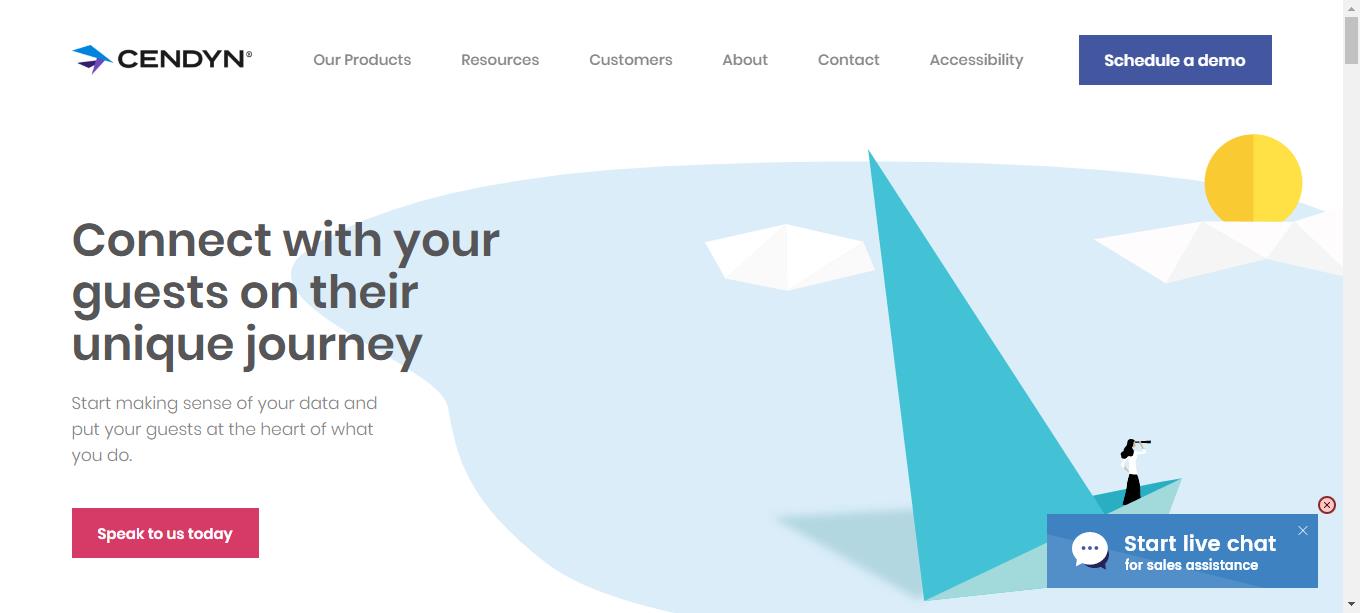 CENDYN®
Our Products
Resources
Customers
About
Contact
Accessibility
Schedule a demo
Connect with your
guests on their
unique journey
Start making sense of your data and
put your guests at the heart of what
you do.
Speak to us today
Start live chat
for sales assistance